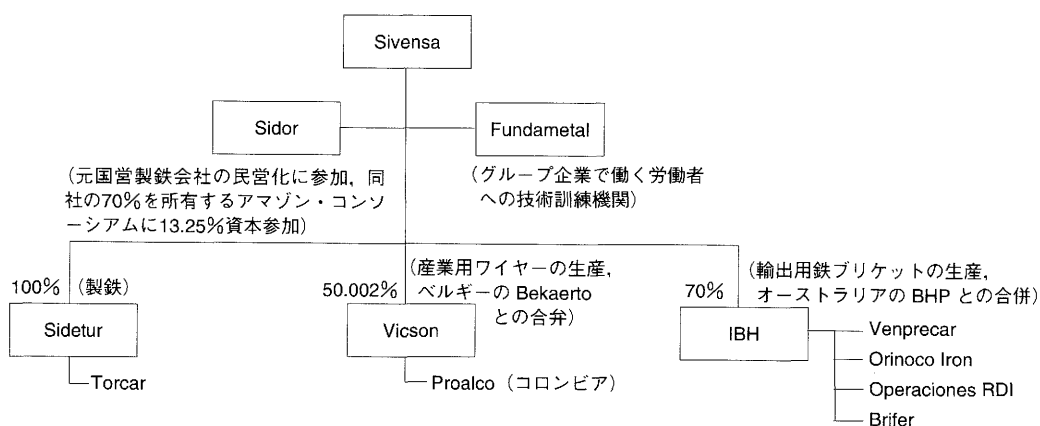 Sivensa
Sidor
Fundametal
(元国営製鉄会社の民営化に参加，同
社の70％を所有するアマゾン・コンソ
ーシアムに13.25％資本参加)
(グループ企業で働く労働者
への技術訓練機関)
100％ (製鉄)
Sidetur
Torcar
50.002％
(産業用ワイヤーの生産，
ベルギーの Bekaerto
との合弁)
Vicson
Proalco (コロンビア)
70％
(輸出用鉄ブリケットの生産，
オーストラリアの BHP との合併)
IBH
Venprecar
Orinoco Iron
Operaciones RDI
Brifer